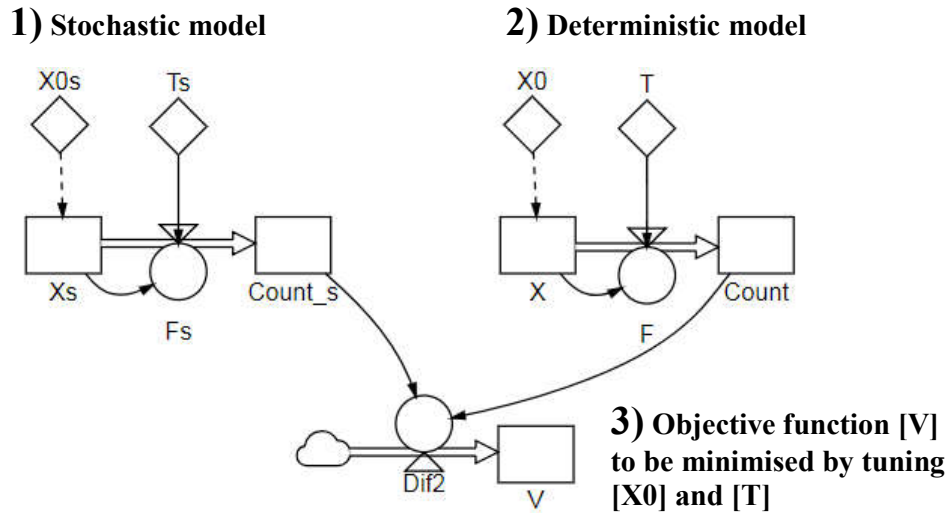 1) Stochastic model
2) Deterministic model
X0s
Ts
X0
T
Xs
Count_s
X
Count
Fs
F
3) Objective function [V]
to be minimised by tuning
[X0] and [T]
Dif2
V